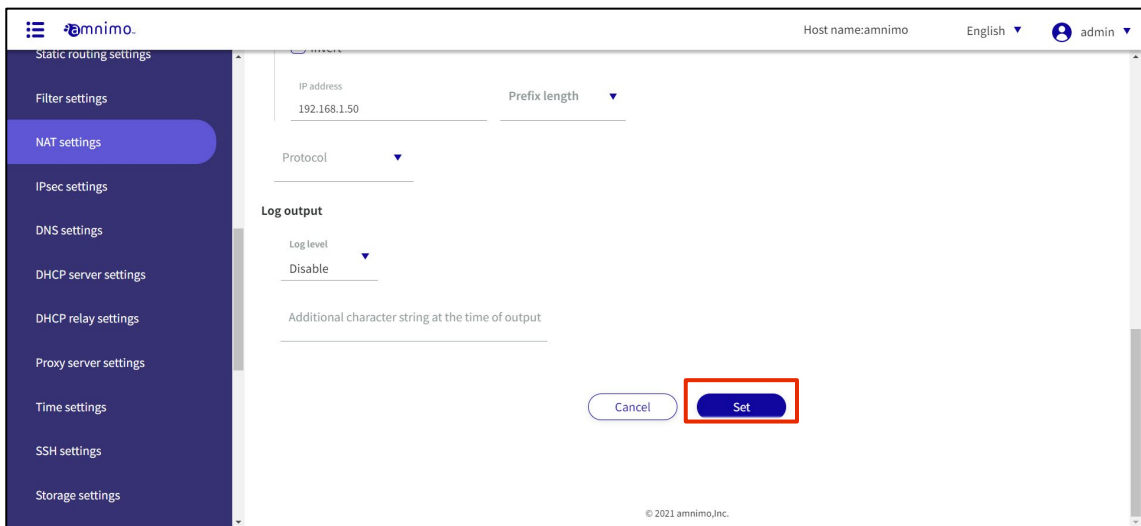 amnimo
Host name:amnimo
English
admin
Static routing settings
Filter settings
NAT settings
IPsec settings
DNS settings
DHCP server settings
DHCP relay settings
Proxy server settings
Time settings
SSH settings
Storage settings
Invert
IP address
192.168.1.50
Prefix length
Protocol
Log output
Log level
Disable
Additional character string at the time of output
Cancel
Set
© 2021 amnimo,Inc.